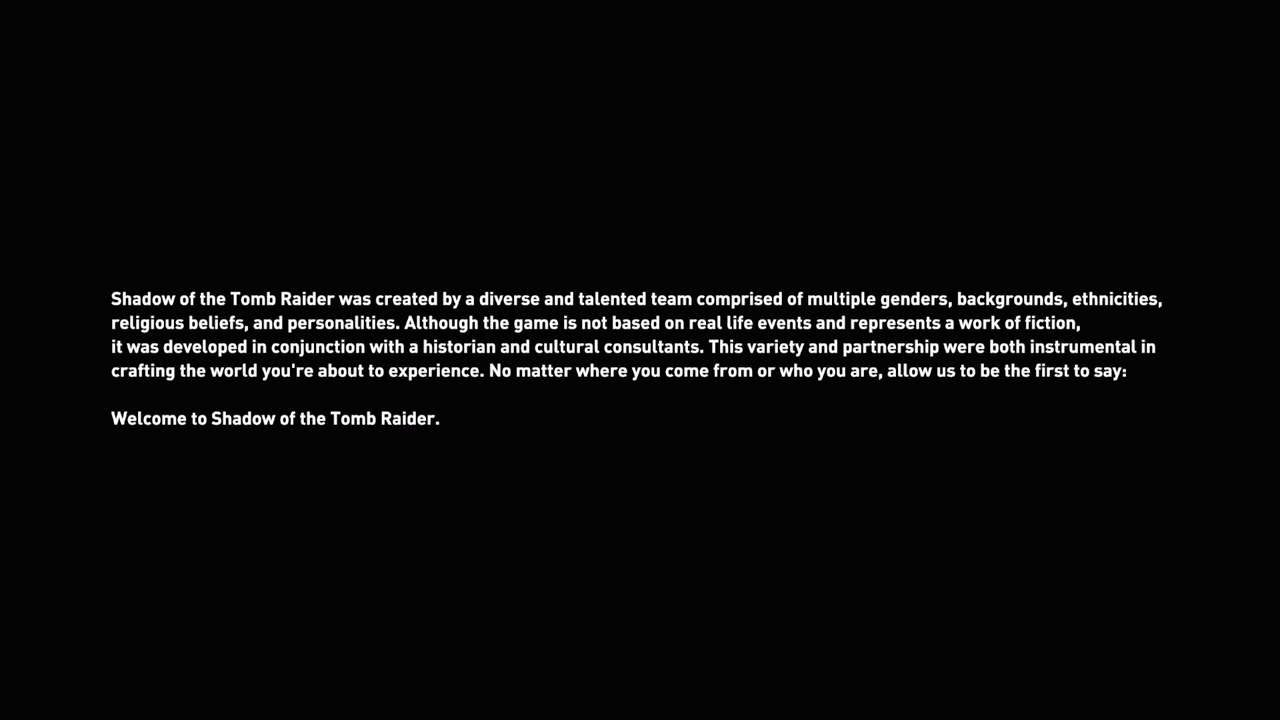 Shadow of the Tomb Raider was created by a diverse and talented team comprised of multiple genders, backgrounds, ethnicities,
religious beliefs, and personalities. Although the game is not based on real life events and represents a work of fiction,
it was developed in conjunction with a historian and cultural consultants. This variety and partnership were both instrumental in
crafting the world you're about to experience. No matter where you come from or who you are, allow us to be the first to say:
Welcome to Shadow of the Tomb Raider.